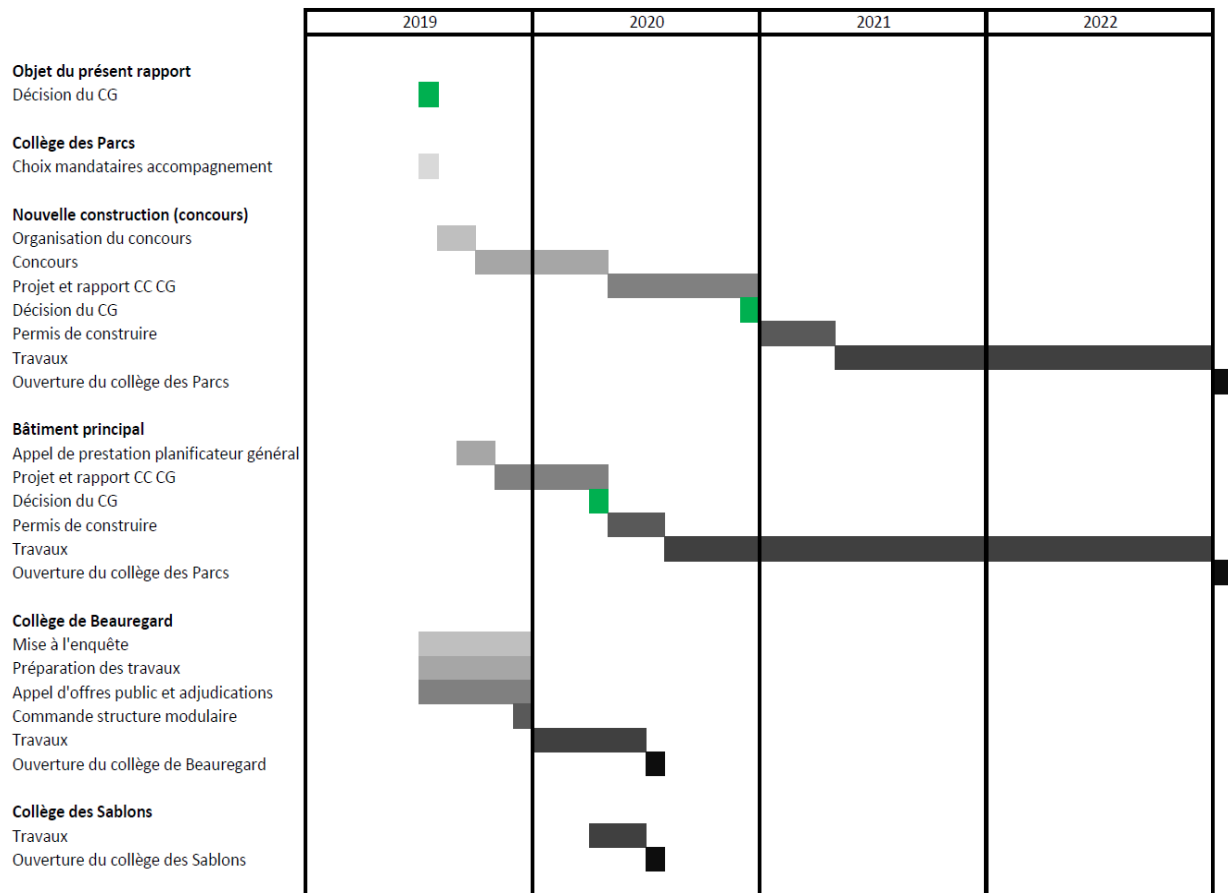 2019 2020 2021 2022
Objet du présent rapport
Décision du CG
Collège des Parcs
Choix mandataires accompagnement
Nouvelle construction (concours)
Organisation du concours
Concours
Projet et rapport CC CG
Décision du CG
Permis de construire
Travaux
Ouverture du collège des Parcs
Bâtiment principal
Appel de prestation planificateur général
Projet et rapport CC CG
Décision du CG
Permis de construire
Travaux
Ouverture du collège des Parcs
Collège de Beauregard
Mise à l'enquête
Préparation des travaux
Appel d'offres public et adjudications
Commande structure modulaire
Travaux
Ouverture du collège de Beauregard
Collège des Sablons
Travaux
Ouverture du collège des Sablons